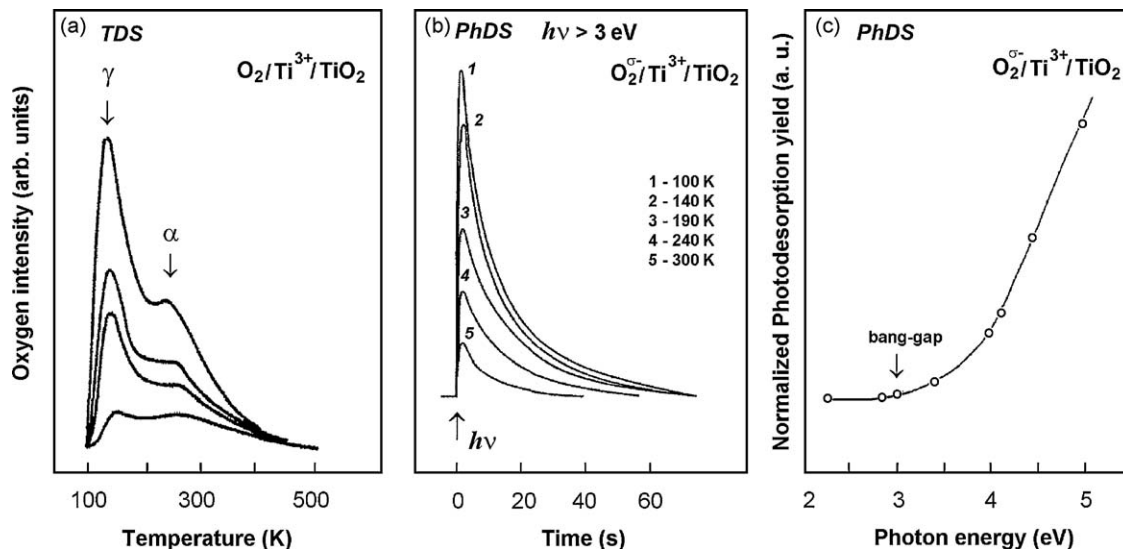 (a) TDS
O₂/Ti³⁺/TiO₂
γ
α
Oxygen intensity (arb. units)
100 300 500
Temperature (K)
(b) PhDS hν > 3 eV
O₂^σ-/Ti³⁺/TiO₂
1
2
3
4
5
1 - 100 K
2 - 140 K
3 - 190 K
4 - 240 K
5 - 300 K
hν
0 20 40 60
Time (s)
(c) PhDS
O₂^σ-/Ti³⁺/TiO₂
bang-gap
Normalized Photodesorption yield (a. u.)
2 3 4 5
Photon energy (eV)